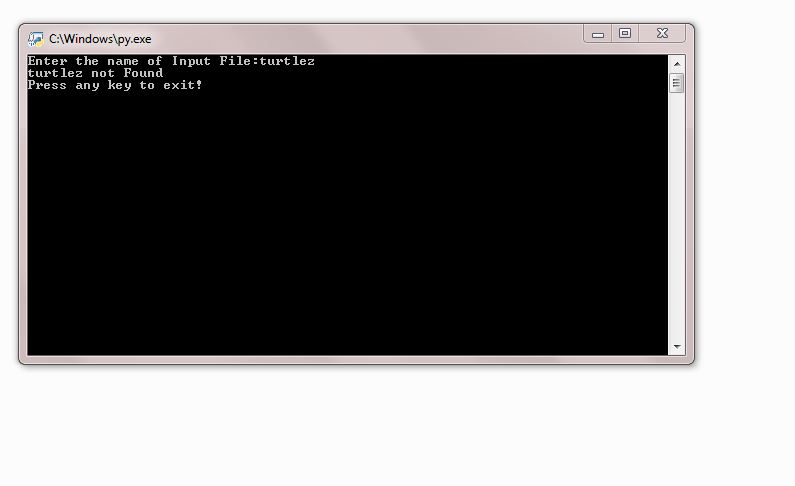 C:\Windows\py.exe
Enter the name of Input File:turtlez
turtlez not Found
Press any key to exit!